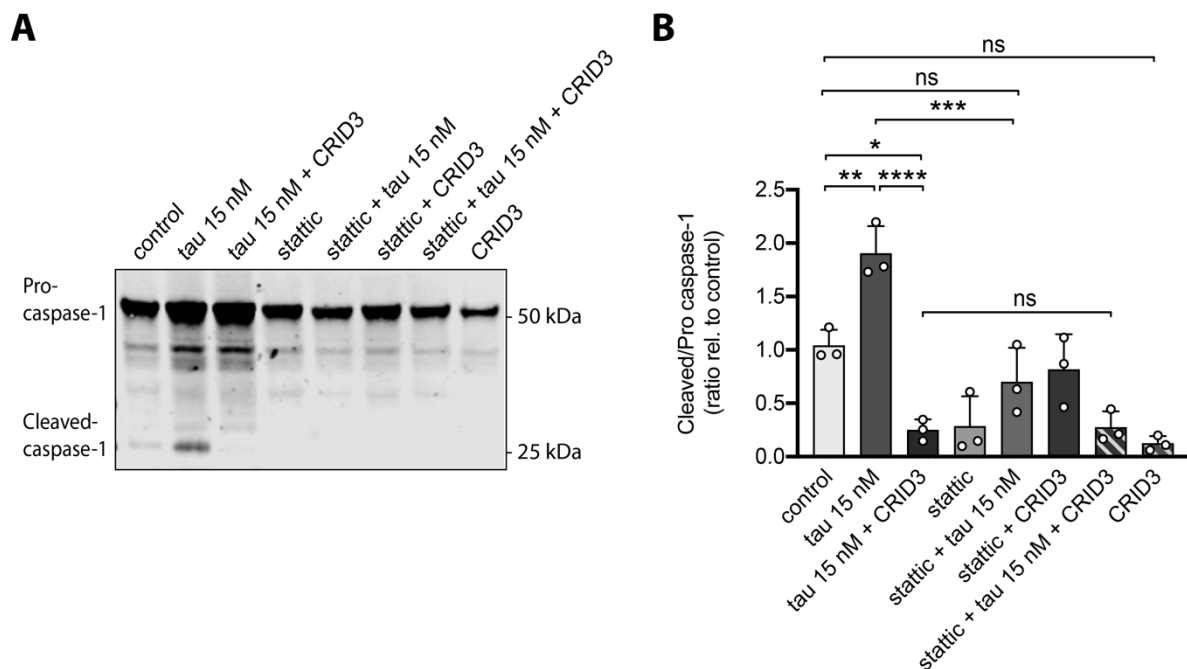 A
control
tau 15 nM
tau 15 nM + CRID3
stattic
stattic + tau 15 nM
stattic + CRID3
stattic + tau 15 nM + CRID3
CRID3
Pro-
caspase-1
- 50 kDa
Cleaved-
caspase-1
- 25 kDa
B
ns
ns
***
*
** ****
ns
Cleaved/Pro caspase-1
(ratio rel. to control)
2.5
2.0
1.5
1.0
0.5
0.0
control
tau 15 nM
tau 15 nM + CRID3
stattic
stattic + tau 15 nM
stattic + CRID3
stattic + tau 15 nM + CRID3
CRID3